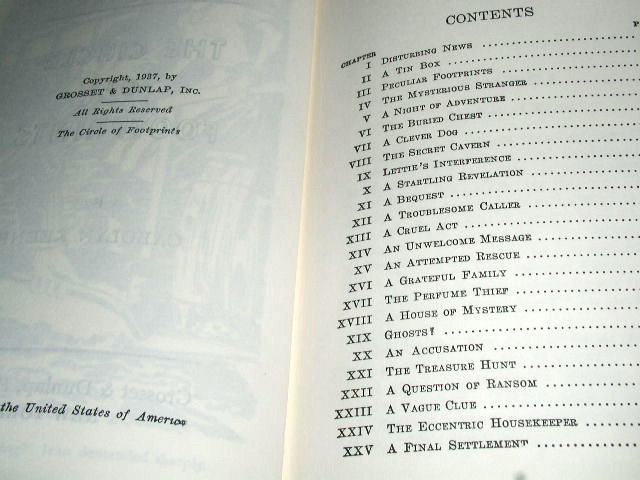 Copyright, 1937, by
GROSSET & DUNLAP, INC.
All Rights Reserved
The Circle of Footprints
the United States of America
CONTENTS
CHAPTER P
I DISTURBING NEWS
II A TIN BOX
III PECULIAR FOOTPRINTS
IV THE MYSTERIOUS STRANGER
V A NIGHT OF ADVENTURE
VI THE BURIED CHEST
VII A CLEVER DOG
VIII THE SECRET CAVERN
IX LETTIE'S INTERFERENCE
X A STARTLING REVELATION
XI A BEQUEST
XII A TROUBLESOME CALLER
XIII A CRUEL ACT
XIV AN UNWELCOME MESSAGE
XV AN ATTEMPTED RESCUE
XVI A GRATEFUL FAMILY
XVII THE PERFUME THIEF
XVIII A HOUSE OF MYSTERY
XIX GHOSTS?
XX AN ACCUSATION
XXI THE TREASURE HUNT
XXII A QUESTION OF RANSOM
XXIII A VAGUE CLUE
XXIV THE ECCENTRIC HOUSEKEEPER
XXV A FINAL SETTLEMENT